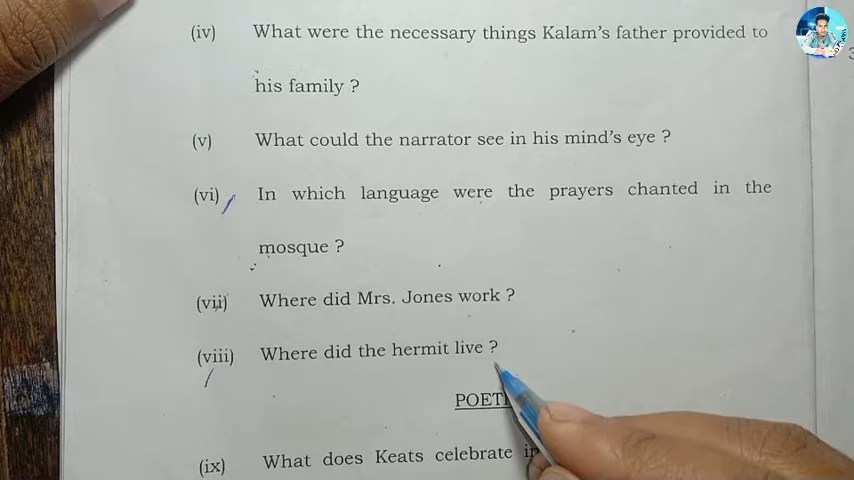 (iv) What were the necessary things Kalam's father provided to
his family ?
(v) What could the narrator see in his mind's eye ?
(vi) In which language were the prayers chanted in the
mosque ?
(vii) Where did Mrs. Jones work ?
(viii) Where did the hermit live ?
(ix) What does Keats celebrate